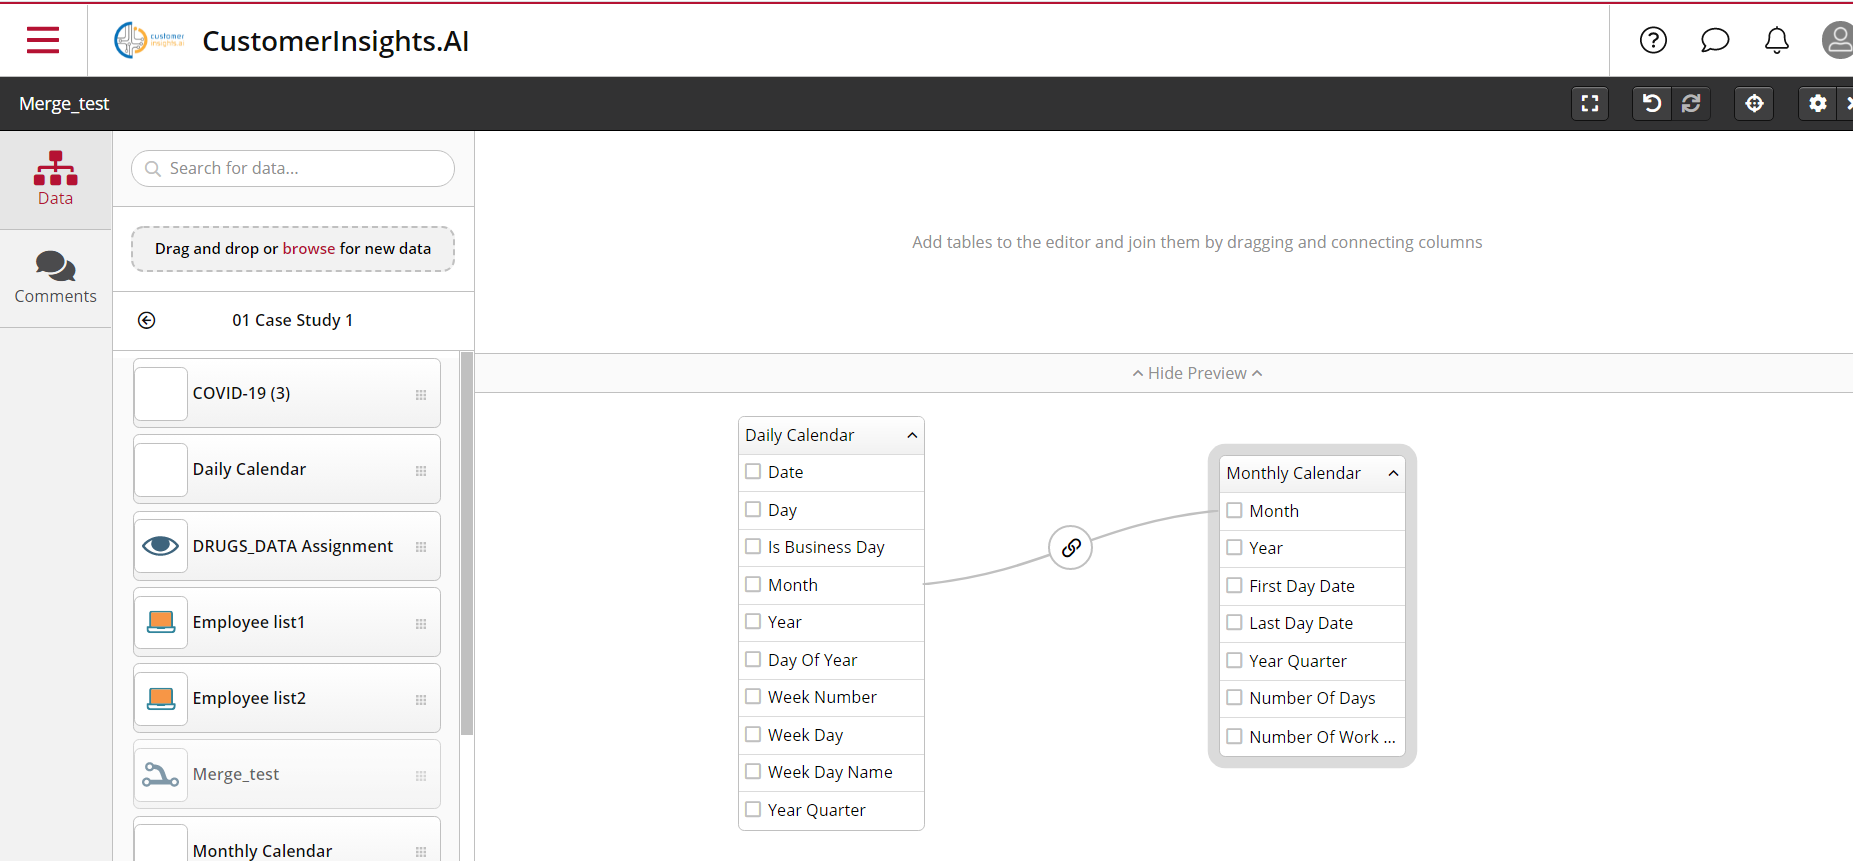 customer
insights.ai
CustomerInsights.AI
Merge_test
Data
Comments
Search for data...
Drag and drop or browse for new data
01 Case Study 1
COVID-19 (3)
Daily Calendar
DRUGS_DATA Assignment
Employee list1
Employee list2
Merge_test
Monthly Calendar
Add tables to the editor and join them by dragging and connecting columns
Hide Preview
Daily Calendar
Date
Day
Is Business Day
Month
Year
Day Of Year
Week Number
Week Day
Week Day Name
Year Quarter
Monthly Calendar
Month
Year
First Day Date
Last Day Date
Year Quarter
Number Of Days
Number Of Work ...